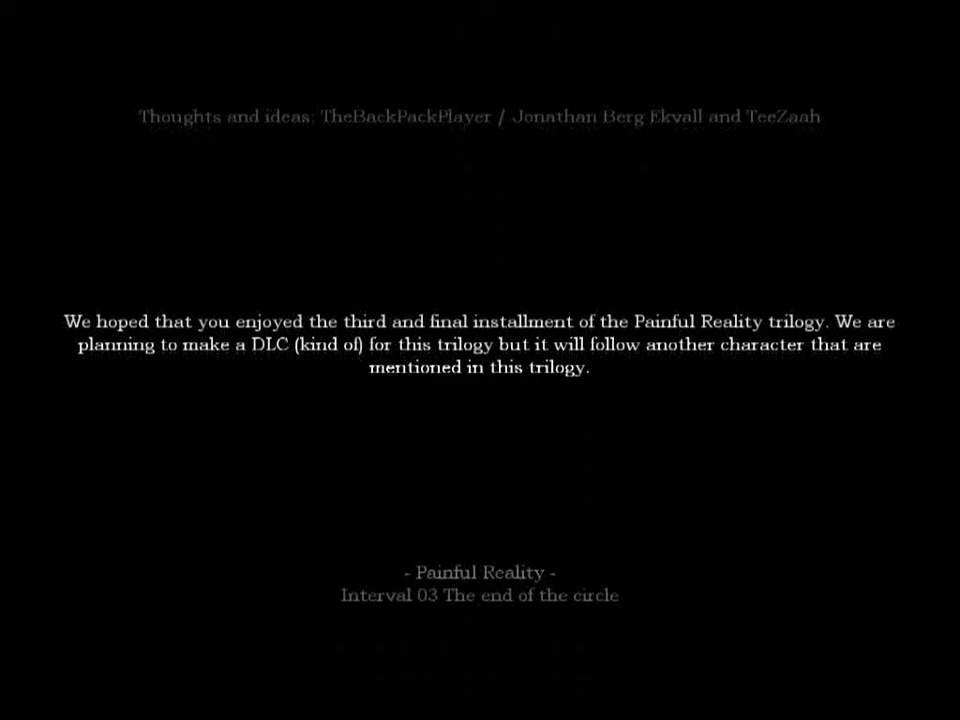 Thoughts and ideas: TheBackPackPlayer / Jonathan Berg Ekvall and TeeZaah
We hoped that you enjoyed the third and final installment of the Painful Reality trilogy. We are
planning to make a DLC (kind of) for this trilogy but it will follow another character that are
mentioned in this trilogy.
- Painful Reality -
Interval 03 The end of the circle